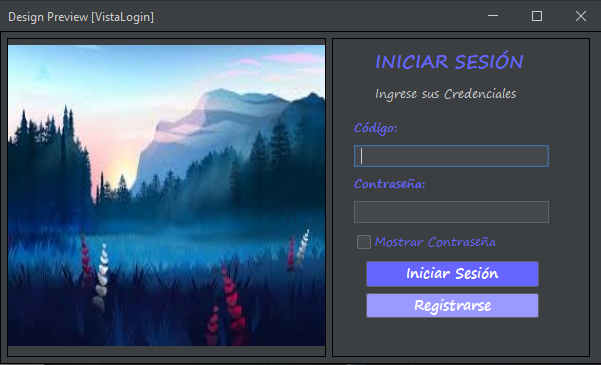 Design Preview [VistaLogin]
INICIAR SESIÓN
Ingrese sus Credenciales
Código:
Contraseña:
Mostrar Contraseña
Iniciar Sesión
Registrarse